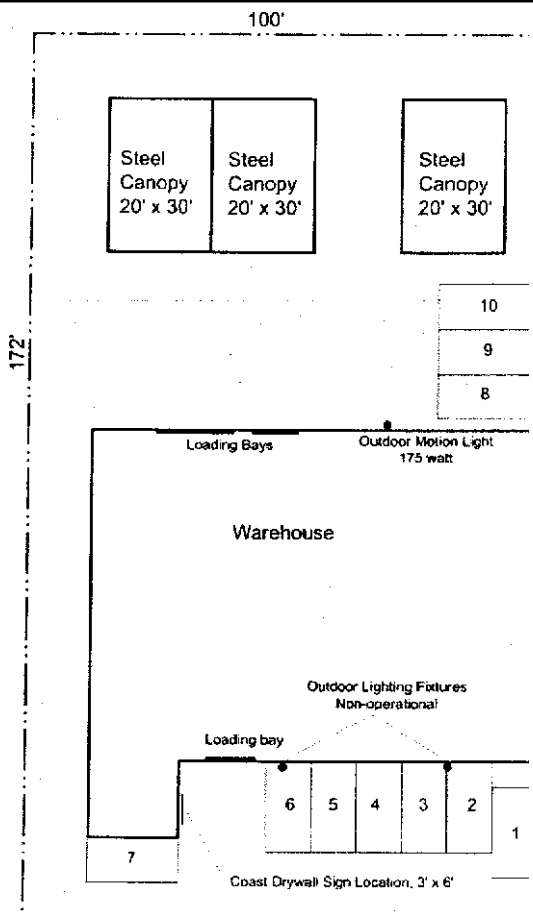 100'
Steel
Canopy
20' x 30'
Steel
Canopy
20' x 30'
Steel
Canopy
20' x 30'
172'
10
9
8
Loading Bays
Outdoor Motion Light
175 watt
Warehouse
Outdoor Lighting Fixtures
Non-operational
Loading bay
6 5 4 3 2
1
7
Coast Drywall Sign Location, 3' x 6'